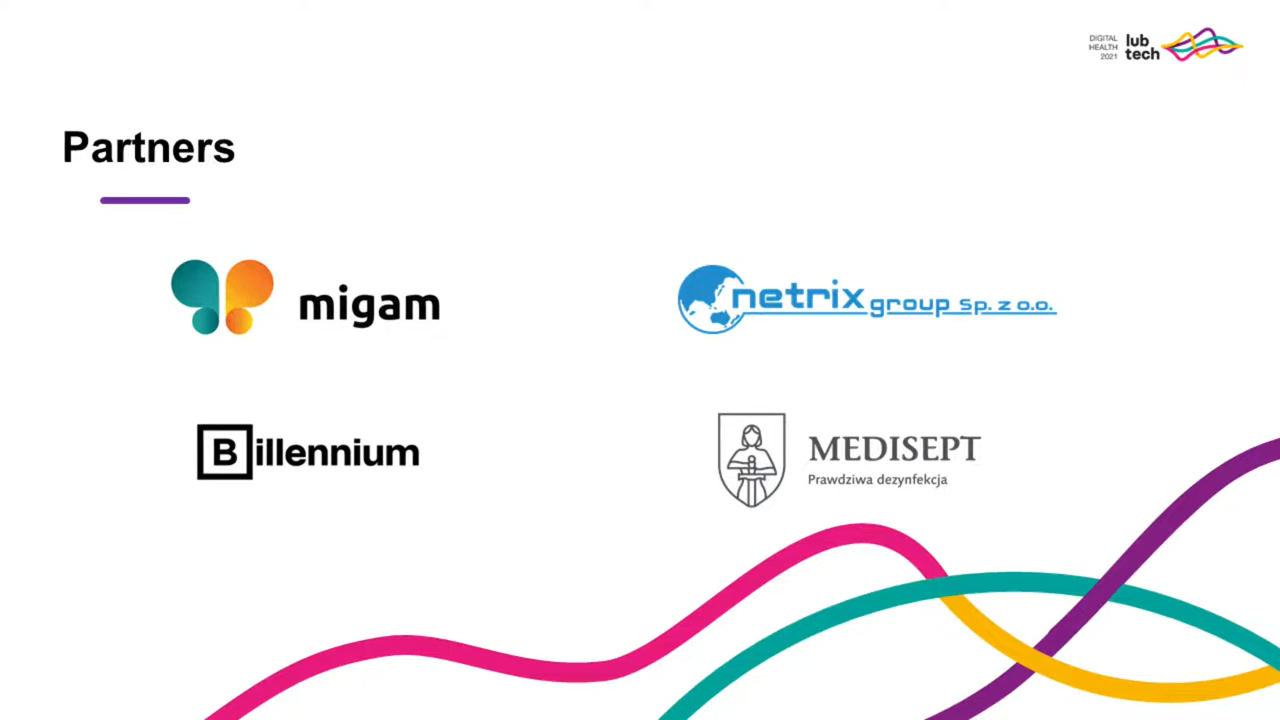 DIGITAL
HEALTH
2021
lub
tech
Partners
migam
netrix group sp. z o.o.
Billennium
MEDISEPT
Prawdziwa dezynfekcja